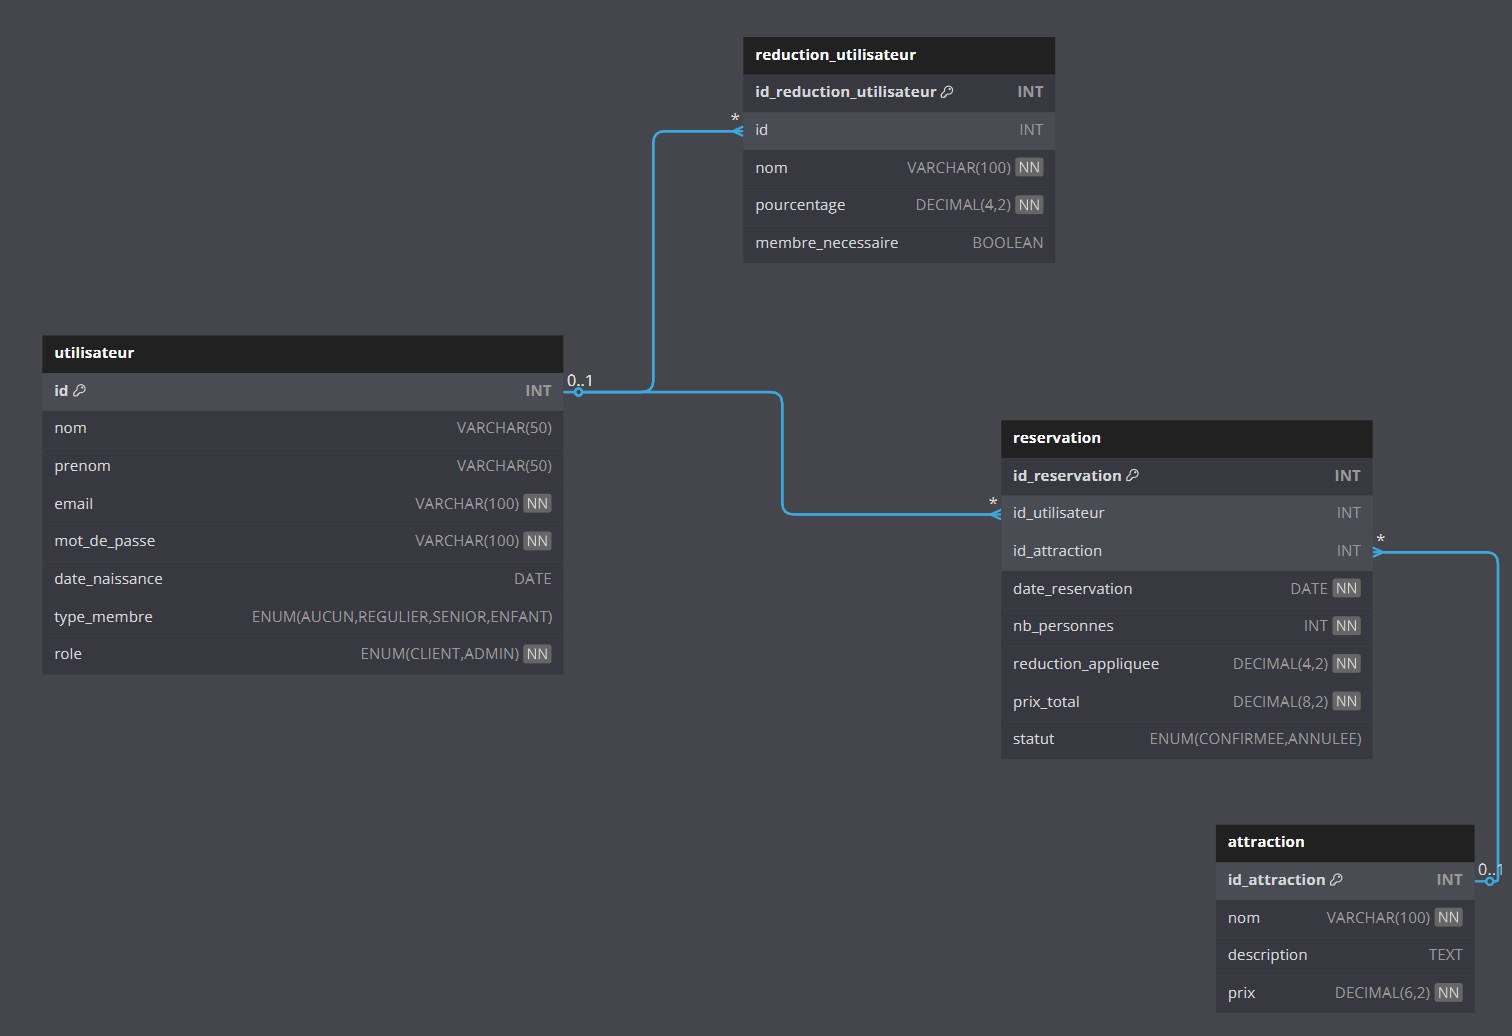 reduction_utilisateur
id_reduction_utilisateur INT
* id INT
nom VARCHAR(100) NN
pourcentage DECIMAL(4,2) NN
membre_necessaire BOOLEAN
utilisateur
id INT 0..1
nom VARCHAR(50)
prenom VARCHAR(50)
email VARCHAR(100) NN
mot_de_passe VARCHAR(100) NN
date_naissance DATE
type_membre ENUM(AUCUN,REGULIER,SENIOR,ENFANT)
role ENUM(CLIENT,ADMIN) NN
reservation
id_reservation INT
* id_utilisateur INT
id_attraction INT *
date_reservation DATE NN
nb_personnes INT NN
reduction_appliquee DECIMAL(4,2) NN
prix_total DECIMAL(8,2) NN
statut ENUM(CONFIRMEE,ANNULEE)
attraction
id_attraction INT 0..1
nom VARCHAR(100) NN
description TEXT
prix DECIMAL(6,2) NN